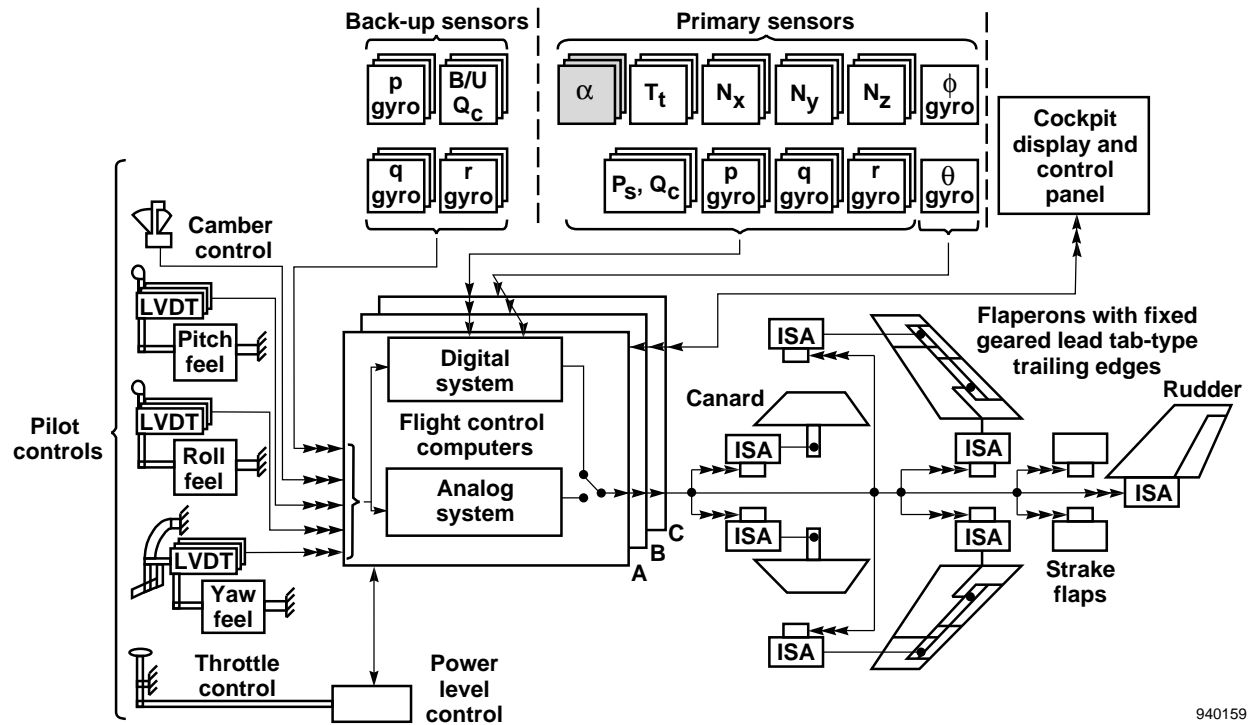 Back-up sensors
Primary sensors
p
gyro
B/U
Qc
α
Tt
Nx
Ny
Nz
ϕ
gyro
q
gyro
r
gyro
Ps, Qc
p
gyro
q
gyro
r
gyro
θ
gyro
Cockpit
display and
control
panel
Pilot
controls
Camber
control
LVDT
Pitch
feel
LVDT
Roll
feel
LVDT
Yaw
feel
Throttle
control
Power
level
control
Digital
system
Flight control
computers
Analog
system
A
B
C
Canard
ISA
ISA
ISA
ISA
ISA
ISA
Flaperons with fixed
geared lead tab-type
trailing edges
Rudder
ISA
Strake
flaps
940159